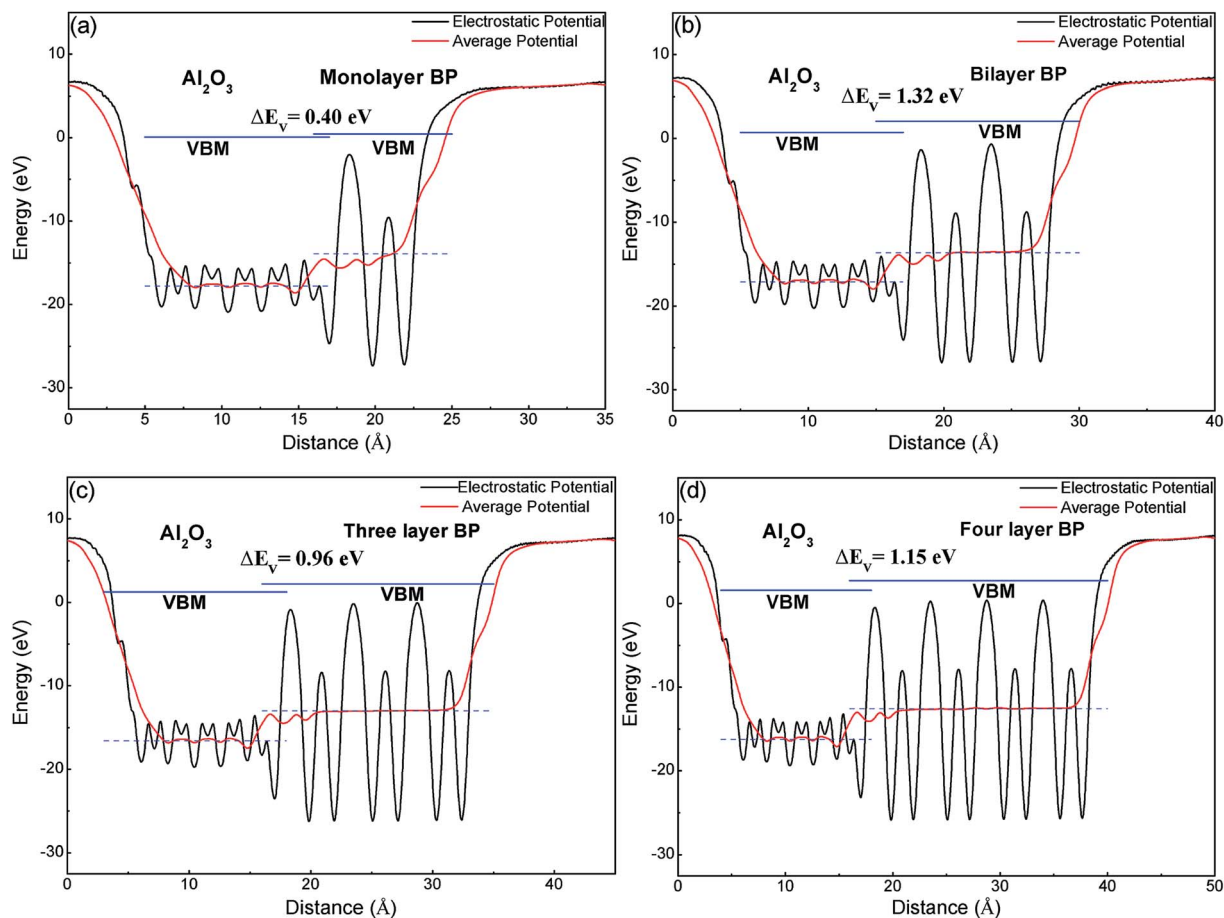 (a)
Electrostatic Potential
Average Potential
Al₂O₃
Monolayer BP
ΔEᵥ= 0.40 eV
VBM
VBM
10
0
-10
-20
-30
Energy (eV)
0 5 10 15 20 25 30 35
Distance (Å)
(b)
Electrostatic Potential
Average Potential
Al₂O₃
Bilayer BP
ΔEᵥ= 1.32 eV
VBM
VBM
10
0
-10
-20
-30
Energy (eV)
0 10 20 30 40
Distance (Å)
(c)
Electrostatic Potential
Average Potential
Al₂O₃
Three layer BP
ΔEᵥ= 0.96 eV
VBM
VBM
10
0
-10
-20
-30
Energy (eV)
0 10 20 30 40
Distance (Å)
(d)
Electrostatic Potential
Average Potential
Al₂O₃
Four layer BP
ΔEᵥ= 1.15 eV
VBM
VBM
10
0
-10
-20
-30
Energy (eV)
0 10 20 30 40 50
Distance (Å)